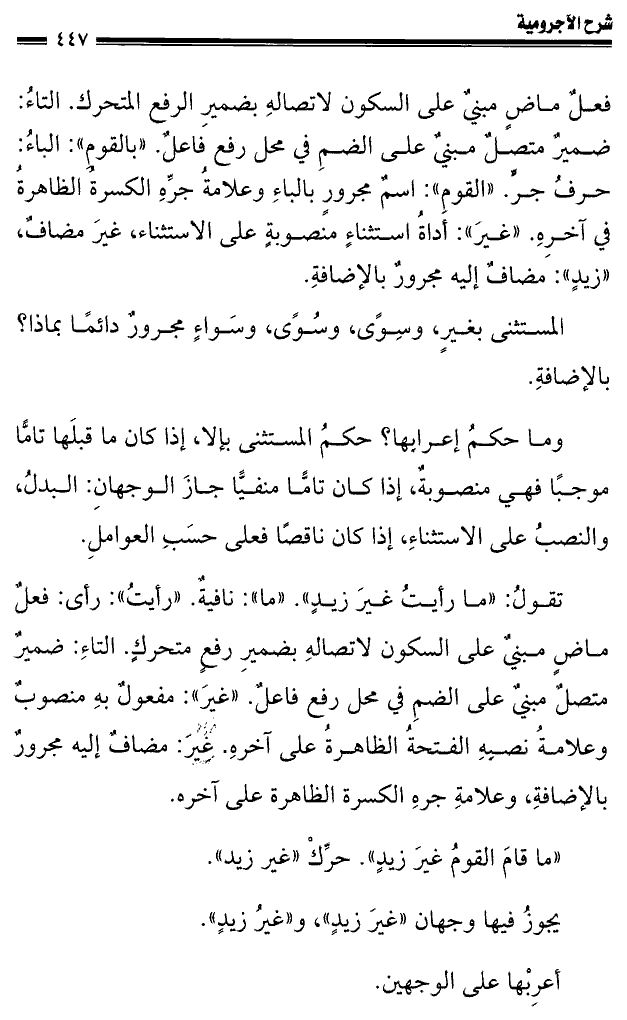 شرح الآجرومية
٤٤٧
فعلٌ ماضٍ مبنيٌّ على السكون لاتصالهِ بضميرِ الرفع المتحرك. التاءُ:
ضميرٌ متصلٌ مبنيٌّ على الضمِ في محل رفع فاعلٌ. «بالقومِ»: الباءُ:
حرفُ جرٍّ. «القومِ»: اسمٌ مجرورٍ بالباءِ وعلامةُ جرِّهِ الكسرةُ الظاهرةُ
في آخرِهِ. «غيرَ»: أداةُ استثناءٍ منصوبةٍ على الاستثناء، غيرَ مضافٌ،
«زيدٍ»: مضافٌ إليه مجرورٌ بالإضافةِ.
المستثنى بغيرٍ، وسِوًى، وسُوًى، وسَواءٍ مجرورٌ دائمًا بماذا؟
بالإضافةِ.
وما حكمُ إعرابِها؟ حكمُ المستثنى بإلا، إذا كان ما قبلَها تامًّا
موجبًا فهي منصوبةٌ، إذا كان تامًّا منفيًّا جازَ الوجهانِ: البدلُ،
والنصبُ على الاستثناءِ، إذا كان ناقصًا فعلى حسَبِ العواملِ.
تقولُ: «ما رأيتُ غيرَ زيدٍ». «ما»: نافيةٌ. «رأيتُ»: رأى: فعلٌ
ماضٍ مبنيٌّ على السكون لاتصالهِ بضميرِ رفعٍ متحركٍ. التاءِ: ضميرٌ
متصلٌ مبنيٌّ على الضمِ في محل رفع فاعلٌ. «غيرَ»: مفعولٌ بهِ منصوبٌ
وعلامةُ نصبِهِ الفتحةُ الظاهرةُ على آخرهِ. غَيرَ: مضافٌ إليه مجرورٌ
بالإضافةِ، وعلامةِ جرهِ الكسرة الظاهرة على آخره.
«ما قامَ القومُ غيرَ زيدٍ». حرِّكْ «غير زيد».
يجوزُ فيها وجهان «غيرَ زيدٍ»، و«غيرُ زيدٍ».
أعربْها على الوجهين.